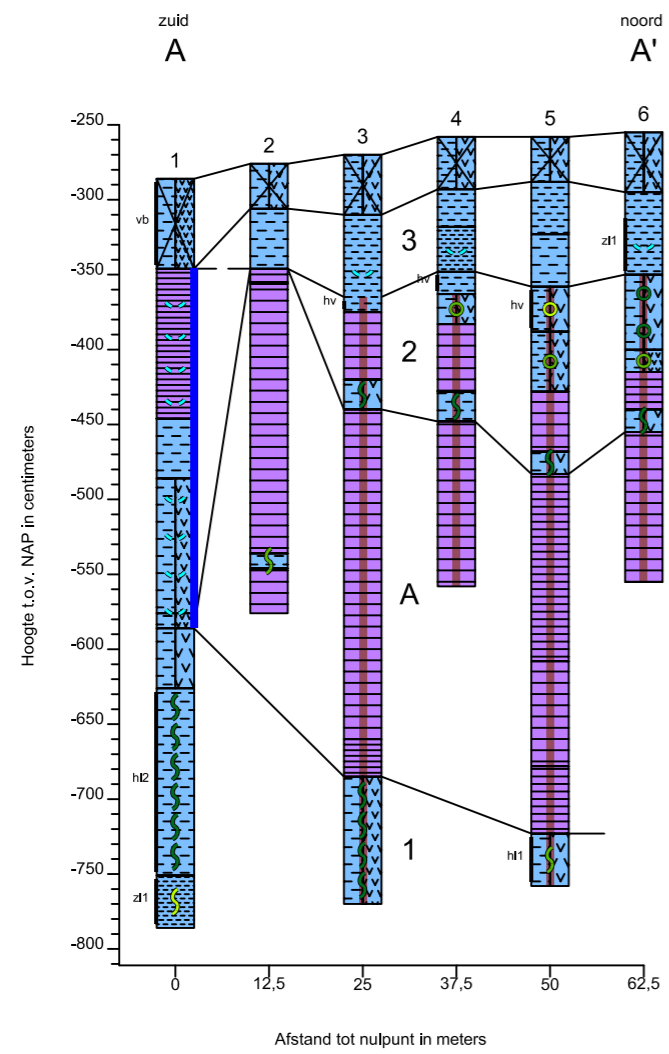 zuid
noord
A
A'
-250
-300
-350
-400
-450
-500
-550
-600
-650
-700
-750
-800
Hoogte t.o.v. NAP in centimeters
1
2
3
4
5
6
vb
hl2
zl1
hv
hv
hv
zl1
hl1
3
2
A
1
0
12,5
25
37,5
50
62,5
Afstand tot nulpunt in meters